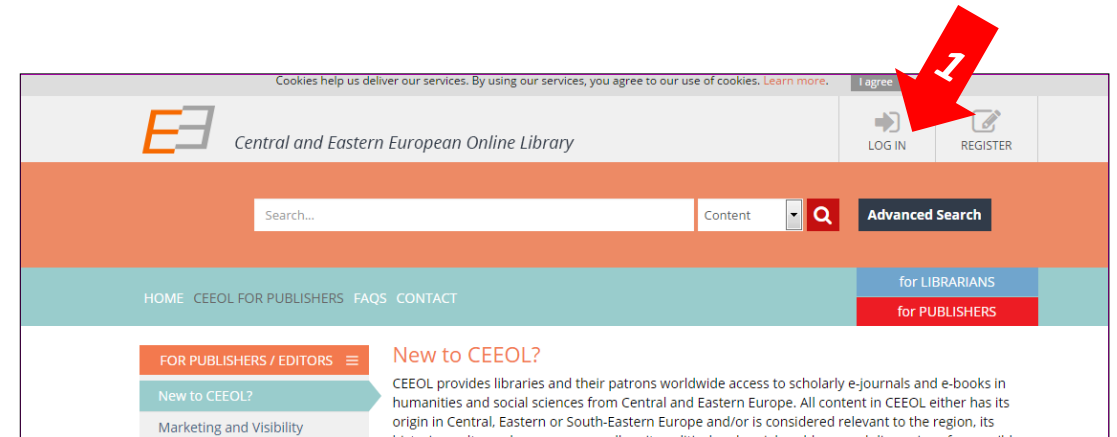 1
Cookies help us deliver our services. By using our services, you agree to our use of cookies. Learn more. I agree
Central and Eastern European Online Library
LOG IN REGISTER
Search... Content Advanced Search
for LIBRARIANS
HOME CEEOL FOR PUBLISHERS FAQS CONTACT
for PUBLISHERS
FOR PUBLISHERS / EDITORS
New to CEEOL?
Marketing and Visibility
New to CEEOL?
CEEOL provides libraries and their patrons worldwide access to scholarly e-journals and e-books in
humanities and social sciences from Central and Eastern Europe. All content in CEEOL either has its
origin in Central, Eastern or South-Eastern Europe and/or is considered relevant to the region, its